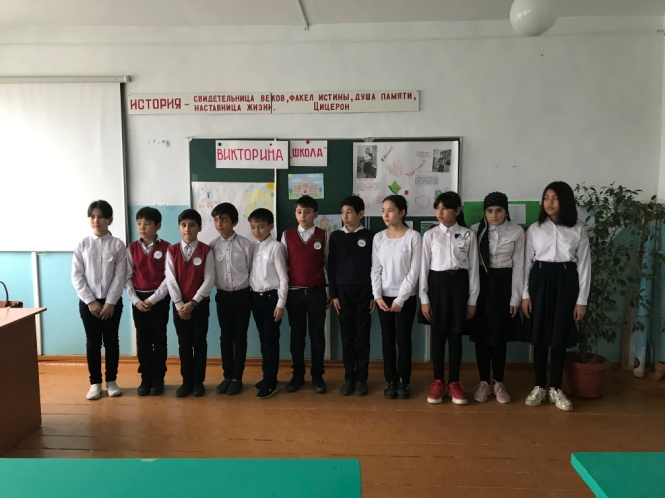 ИСТОРИЯ – СВИДЕТЕЛЬНИЦА ВЕКОВ, ФАКЕЛ ИСТИНЫ, ДУША ПАМЯТИ,
НАСТАВНИЦА ЖИЗНИ. ЦИЦЕРОН
ВИКТОРИНА „ШКОЛА"